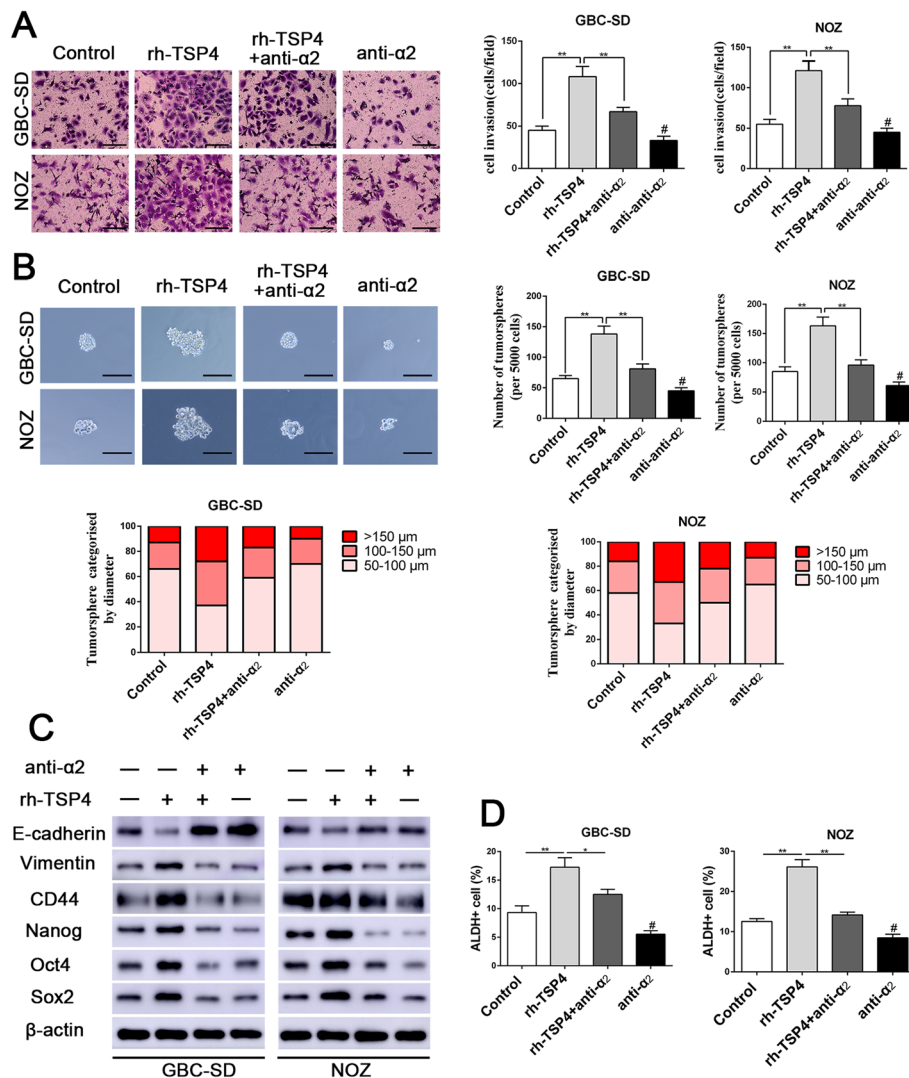 A
Control
rh-TSP4
rh-TSP4
+anti-α2
anti-α2
GBC-SD
NOZ
GBC-SD
cell invasion(cells/field)
150
100
50
0
**
**
#
Control
rh-TSP4
rh-TSP4+anti-α2
anti-anti-α2
NOZ
cell invasion(cells/field)
150
100
50
0
**
**
#
Control
rh-TSP4
rh-TSP4+anti-α2
anti-anti-α2
B
Control
rh-TSP4
rh-TSP4
+anti-α2
anti-α2
GBC-SD
NOZ
GBC-SD
Number of tumorspheres
(per 5000 cells)
200
150
100
50
0
**
**
#
Control
rh-TSP4
rh-TSP4+anti-α2
anti-anti-α2
NOZ
Number of tumorspheres
(per 5000 cells)
200
150
100
50
0
**
**
#
Control
rh-TSP4
rh-TSP4+anti-α2
anti-anti-α2
GBC-SD
Tumorsphere categorised
by diameter
100
80
60
40
20
0
>150 μm
100-150 μm
50-100 μm
Control
rh-TSP4
rh-TSP4+anti-α2
anti-α2
NOZ
Tumorsphere categorised
by diameter
100
80
60
40
20
0
>150 μm
100-150 μm
50-100 μm
Control
rh-TSP4
rh-TSP4+anti-α2
anti-α2
C
anti-α2 — — + + — — + +
rh-TSP4 — + + — — + + —
E-cadherin
Vimentin
CD44
Nanog
Oct4
Sox2
β-actin
GBC-SD
NOZ
D
GBC-SD
ALDH+ cell (%)
20
15
10
5
0
**
*
#
Control
rh-TSP4
rh-TSP4+anti-α2
anti-α2
NOZ
ALDH+ cell (%)
30
20
10
0
**
**
#
Control
rh-TSP4
rh-TSP4+anti-α2
anti-α2